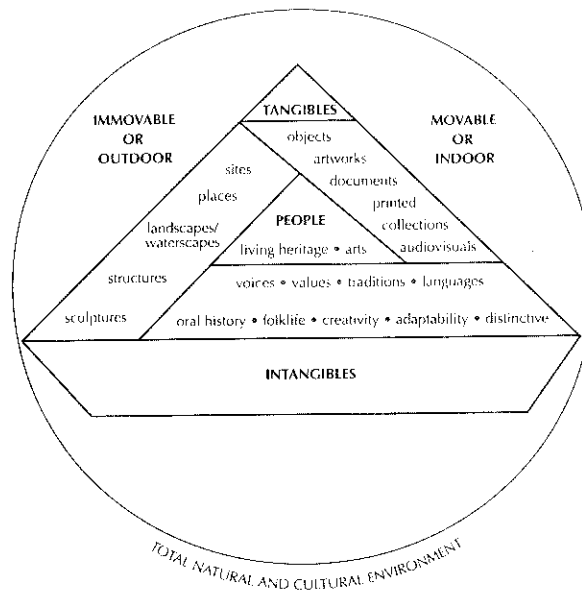 IMMOVABLE
OR
OUTDOOR
TANGIBLES
MOVABLE
OR
INDOOR
objects
artworks
documents
printed
collections
audiovisuals
sites
places
landscapes/
waterscapes
structures
sculptures
PEOPLE
living heritage • arts
voices • values • traditions • languages
oral history • folklife • creativity • adaptability • distinctive
INTANGIBLES
TOTAL NATURAL AND CULTURAL ENVIRONMENT